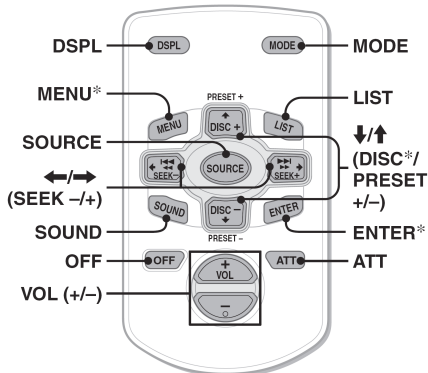 DSPL
DSPL
MODE
MODE
MENU*
MENU
PRESET +
DISC +
LIST
LIST
SOURCE
SOURCE
←/→
(SEEK –/+)
SEEK–
SEEK+
↓/↑
(DISC*/
PRESET
+/–)
SOUND
SOUND
DISC –
PRESET –
ENTER
ENTER*
OFF
OFF
ATT
ATT
VOL (+/–)
+
VOL
–